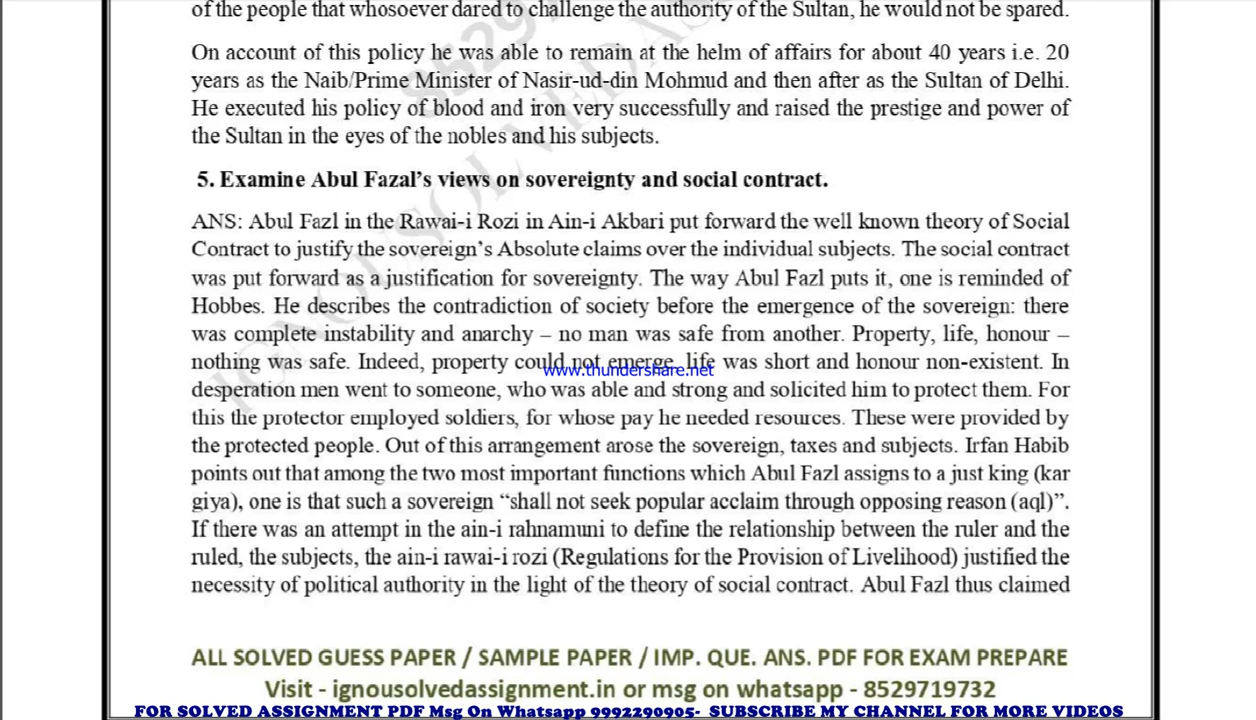 of the people that whosoever dared to challenge the authority of the Sultan, he would not be spared.
On account of this policy he was able to remain at the helm of affairs for about 40 years i.e. 20
years as the Naib/Prime Minister of Nasir-ud-din Mohmud and then after as the Sultan of Delhi.
He executed his policy of blood and iron very successfully and raised the prestige and power of
the Sultan in the eyes of the nobles and his subjects.
5. Examine Abul Fazal's views on sovereignty and social contract.
ANS: Abul Fazl in the Rawai-i Rozi in Ain-i Akbari put forward the well known theory of Social
Contract to justify the sovereign's Absolute claims over the individual subjects. The social contract
was put forward as a justification for sovereignty. The way Abul Fazl puts it, one is reminded of
Hobbes. He describes the contradiction of society before the emergence of the sovereign: there
was complete instability and anarchy – no man was safe from another. Property, life, honour –
nothing was safe. Indeed, property could not emerge, life was short and honour non-existent. In
www.thundershare.net
desperation men went to someone, who was able and strong and solicited him to protect them. For
this the protector employed soldiers, for whose pay he needed resources. These were provided by
the protected people. Out of this arrangement arose the sovereign, taxes and subjects. Irfan Habib
points out that among the two most important functions which Abul Fazl assigns to a just king (kar
giya), one is that such a sovereign “shall not seek popular acclaim through opposing reason (aql)”.
If there was an attempt in the ain-i rahnamuni to define the relationship between the ruler and the
ruled, the subjects, the ain-i rawai-i rozi (Regulations for the Provision of Livelihood) justified the
necessity of political authority in the light of the theory of social contract. Abul Fazl thus claimed
ALL SOLVED GUESS PAPER / SAMPLE PAPER / IMP. QUE. ANS. PDF FOR EXAM PREPARE
Visit - ignousolvedassignment.in or msg on whatsapp - 8529719732
FOR SOLVED ASSIGNMENT PDF Msg On Whatsapp 9992290905- SUBSCRIBE MY CHANNEL FOR MORE VIDEOS